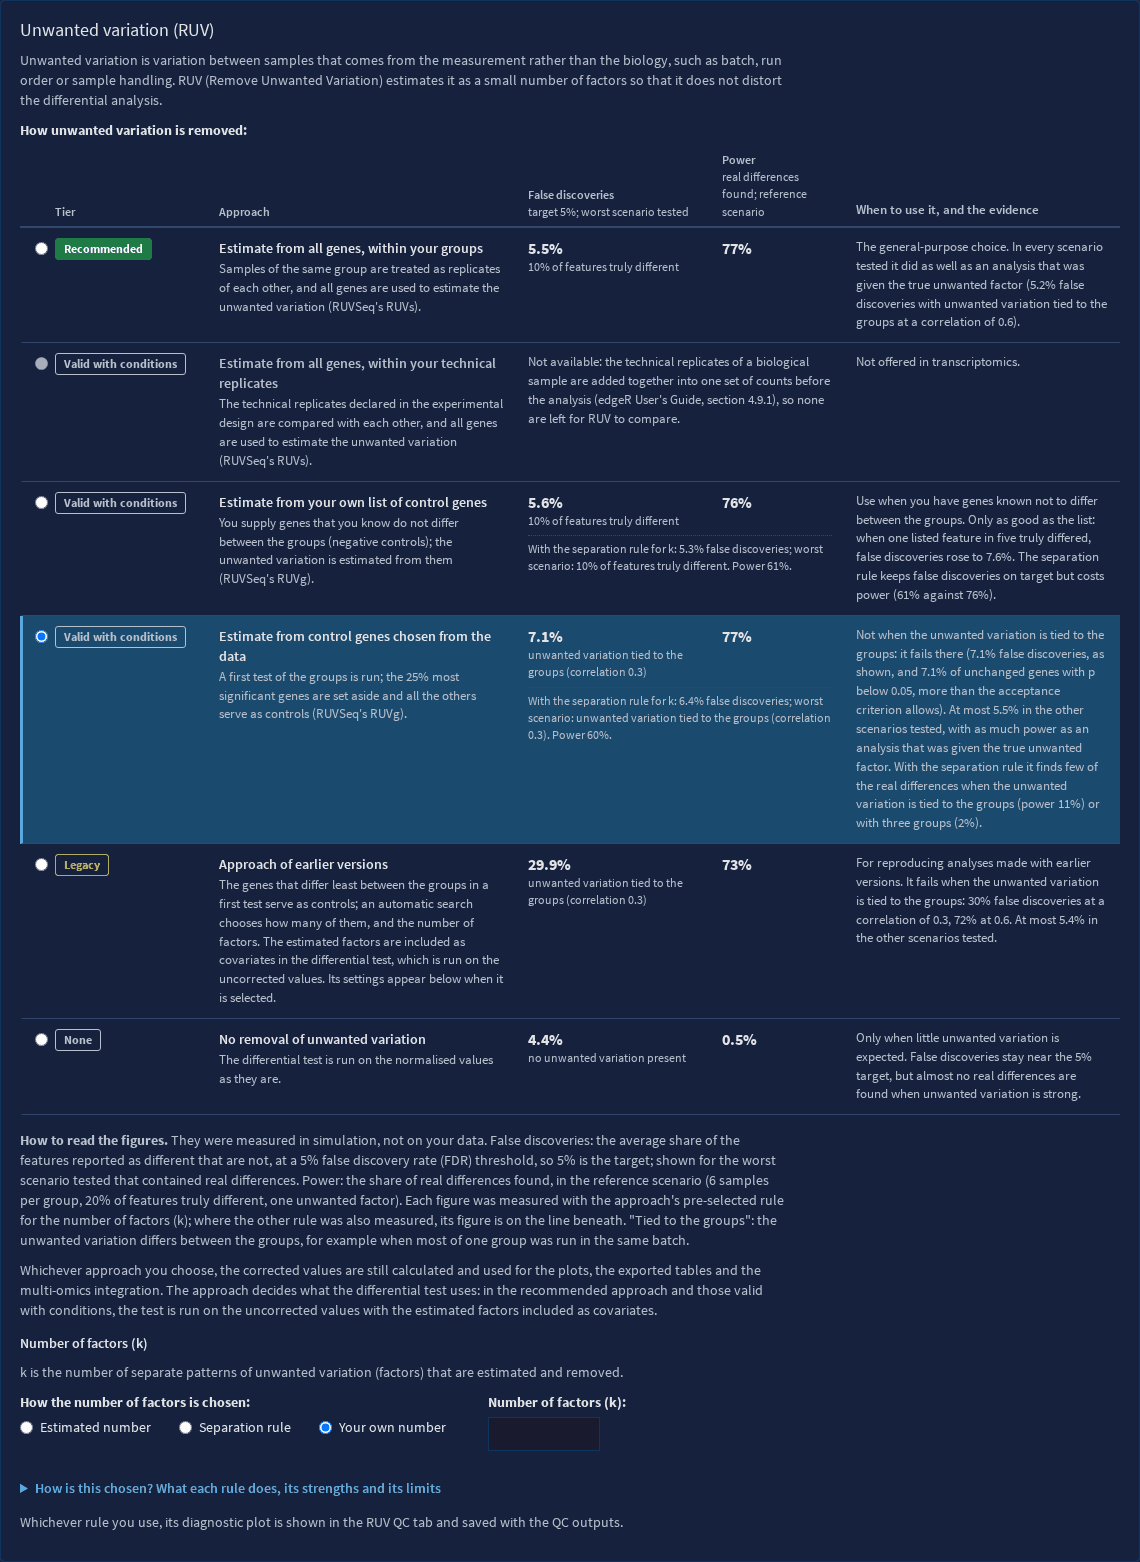 Unwanted variation (RUV)
Unwanted variation is variation between samples that comes from the measurement rather than the biology, such as batch, run
order or sample handling. RUV (Remove Unwanted Variation) estimates it as a small number of factors so that it does not distort
the differential analysis.
How unwanted variation is removed:
Tier
Approach
False discoveries
target 5%; worst scenario tested
Power
real differences
found; reference
scenario
When to use it, and the evidence
Recommended
Estimate from all genes, within your groups
Samples of the same group are treated as replicates
of each other, and all genes are used to estimate the
unwanted variation (RUVSeq's RUVs).
5.5%
10% of features truly different
77%
The general-purpose choice. In every scenario
tested it did as well as an analysis that was
given the true unwanted factor (5.2% false
discoveries with unwanted variation tied to the
groups at a correlation of 0.6).
Valid with conditions
Estimate from all genes, within your technical
replicates
The technical replicates declared in the experimental
design are compared with each other, and all genes
are used to estimate the unwanted variation
(RUVSeq's RUVs).
Not available: the technical replicates of a biological
sample are added together into one set of counts before
the analysis (edgeR User's Guide, section 4.9.1), so none
are left for RUV to compare.
Not offered in transcriptomics.
Valid with conditions
Estimate from your own list of control genes
You supply genes that you know do not differ
between the groups (negative controls); the
unwanted variation is estimated from them
(RUVSeq's RUVg).
5.6%
10% of features truly different
76%
With the separation rule for k: 5.3% false discoveries; worst
scenario: 10% of features truly different. Power 61%.
Use when you have genes known not to differ
between the groups. Only as good as the list:
when one listed feature in five truly differed,
false discoveries rose to 7.6%. The separation
rule keeps false discoveries on target but costs
power (61% against 76%).
Valid with conditions
Estimate from control genes chosen from the
data
A first test of the groups is run; the 25% most
significant genes are set aside and all the others
serve as controls (RUVSeq's RUVg).
7.1%
unwanted variation tied to the
groups (correlation 0.3)
77%
With the separation rule for k: 6.4% false discoveries; worst
scenario: unwanted variation tied to the groups (correlation
0.3). Power 60%.
Not when the unwanted variation is tied to the
groups: it fails there (7.1% false discoveries, as
shown, and 7.1% of unchanged genes with p
below 0.05, more than the acceptance
criterion allows). At most 5.5% in the other
scenarios tested, with as much power as an
analysis that was given the true unwanted
factor. With the separation rule it finds few of
the real differences when the unwanted
variation is tied to the groups (power 11%) or
with three groups (2%).
Legacy
Approach of earlier versions
The genes that differ least between the groups in a
first test serve as controls; an automatic search
chooses how many of them, and the number of
factors. The estimated factors are included as
covariates in the differential test, which is run on the
uncorrected values. Its settings appear below when it
is selected.
29.9%
unwanted variation tied to the
groups (correlation 0.3)
73%
For reproducing analyses made with earlier
versions. It fails when the unwanted variation
is tied to the groups: 30% false discoveries at a
correlation of 0.3, 72% at 0.6. At most 5.4% in
the other scenarios tested.
None
No removal of unwanted variation
The differential test is run on the normalised values
as they are.
4.4%
no unwanted variation present
0.5%
Only when little unwanted variation is
expected. False discoveries stay near the 5%
target, but almost no real differences are
found when unwanted variation is strong.
How to read the figures. They were measured in simulation, not on your data. False discoveries: the average share of the
features reported as different that are not, at a 5% false discovery rate (FDR) threshold, so 5% is the target; shown for the worst
scenario tested that contained real differences. Power: the share of real differences found, in the reference scenario (6 samples
per group, 20% of features truly different, one unwanted factor). Each figure was measured with the approach's pre-selected rule
for the number of factors (k); where the other rule was also measured, its figure is on the line beneath. "Tied to the groups": the
unwanted variation differs between the groups, for example when most of one group was run in the same batch.
Whichever approach you choose, the corrected values are still calculated and used for the plots, the exported tables and the
multi-omics integration. The approach decides what the differential test uses: in the recommended approach and those valid
with conditions, the test is run on the uncorrected values with the estimated factors included as covariates.
Number of factors (k)
k is the number of separate patterns of unwanted variation (factors) that are estimated and removed.
How the number of factors is chosen:
Number of factors (k):
Estimated number
Separation rule
Your own number
How is this chosen? What each rule does, its strengths and its limits
Whichever rule you use, its diagnostic plot is shown in the RUV QC tab and saved with the QC outputs.